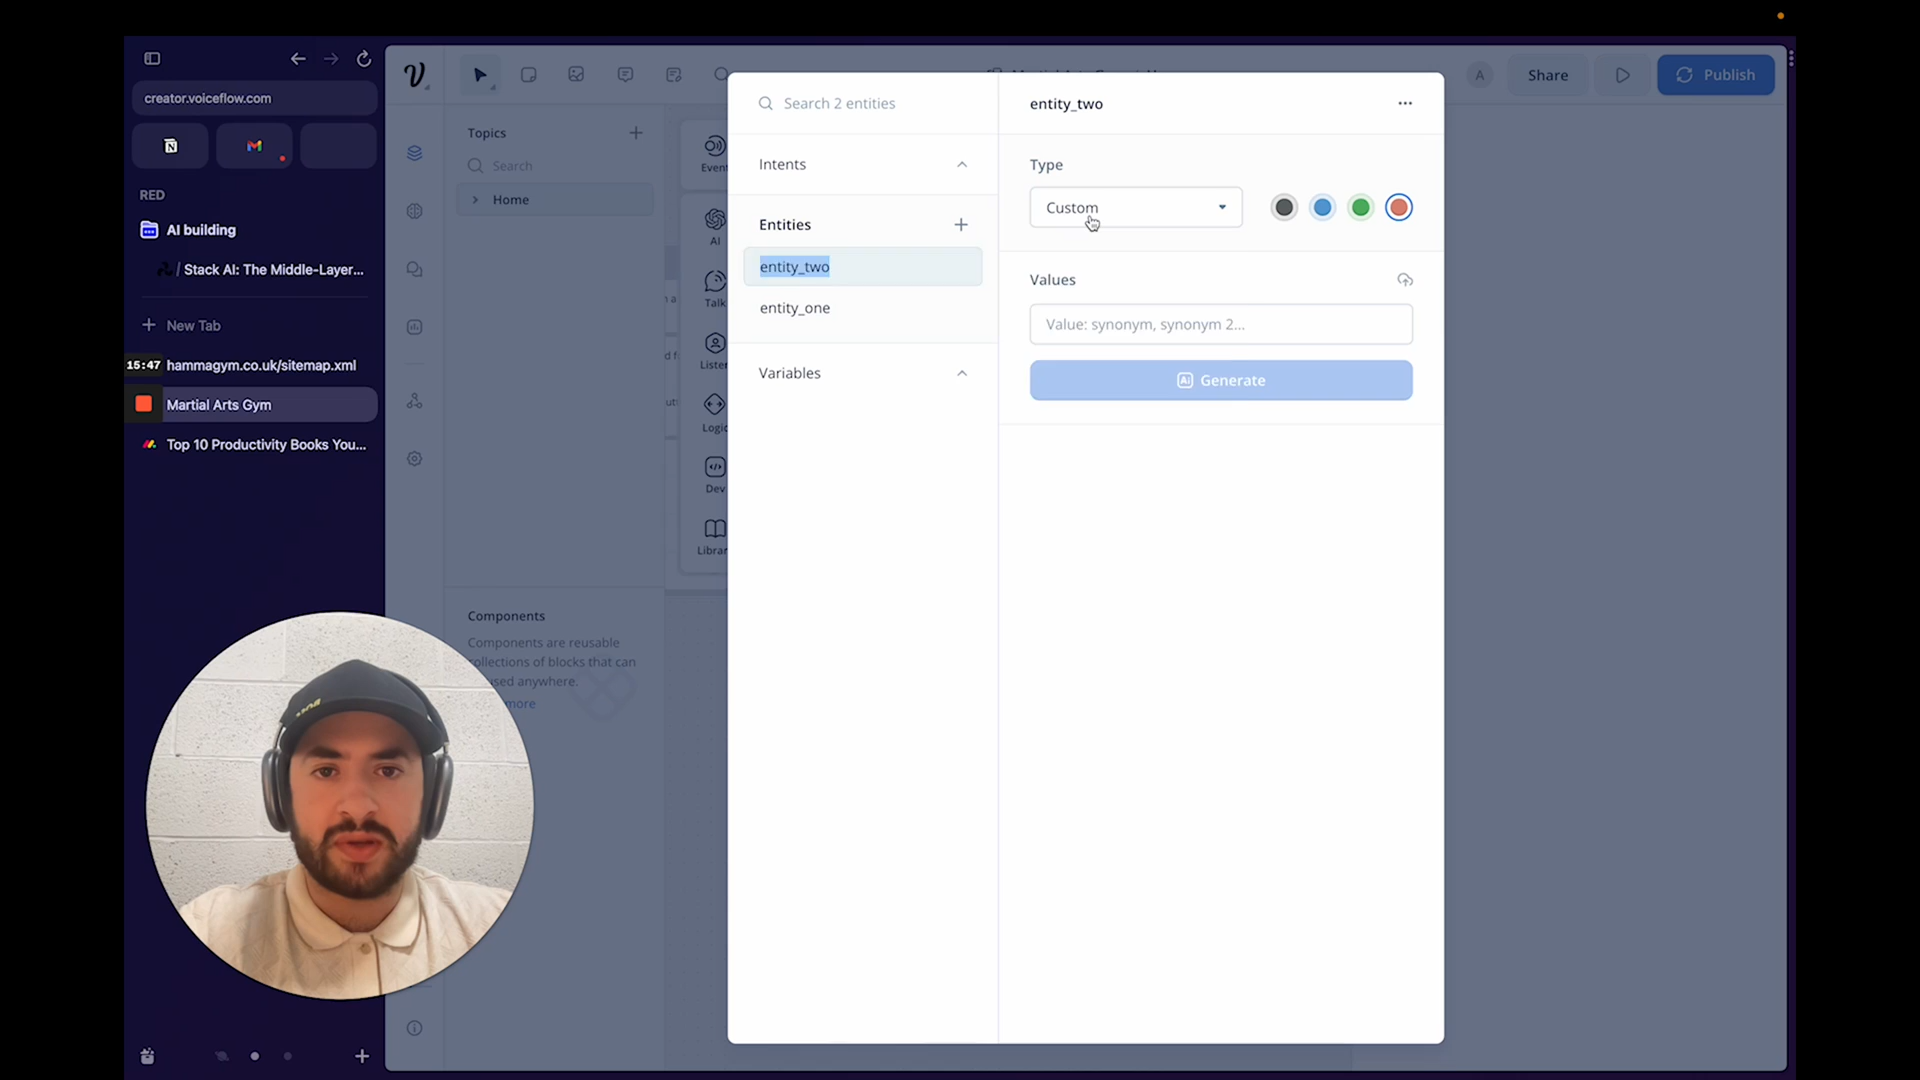 creator.voiceflow.com
RED
AI building
/ Stack AI: The Middle-Layer...
New Tab
15:47 hammagym.co.uk/sitemap.xml
Martial Arts Gym
Top 10 Productivity Books You...
A
Share
Publish
Topics
Search
Home
Components
Components are reusable
collections of blocks that can
used anywhere.
more
Event
AI
Talk
Listen
Logic
Dev
Librar
Search 2 entities
Intents
Entities
entity_two
entity_one
Variables
entity_two
Type
Custom
Values
Value: synonym, synonym 2...
Ai Generate